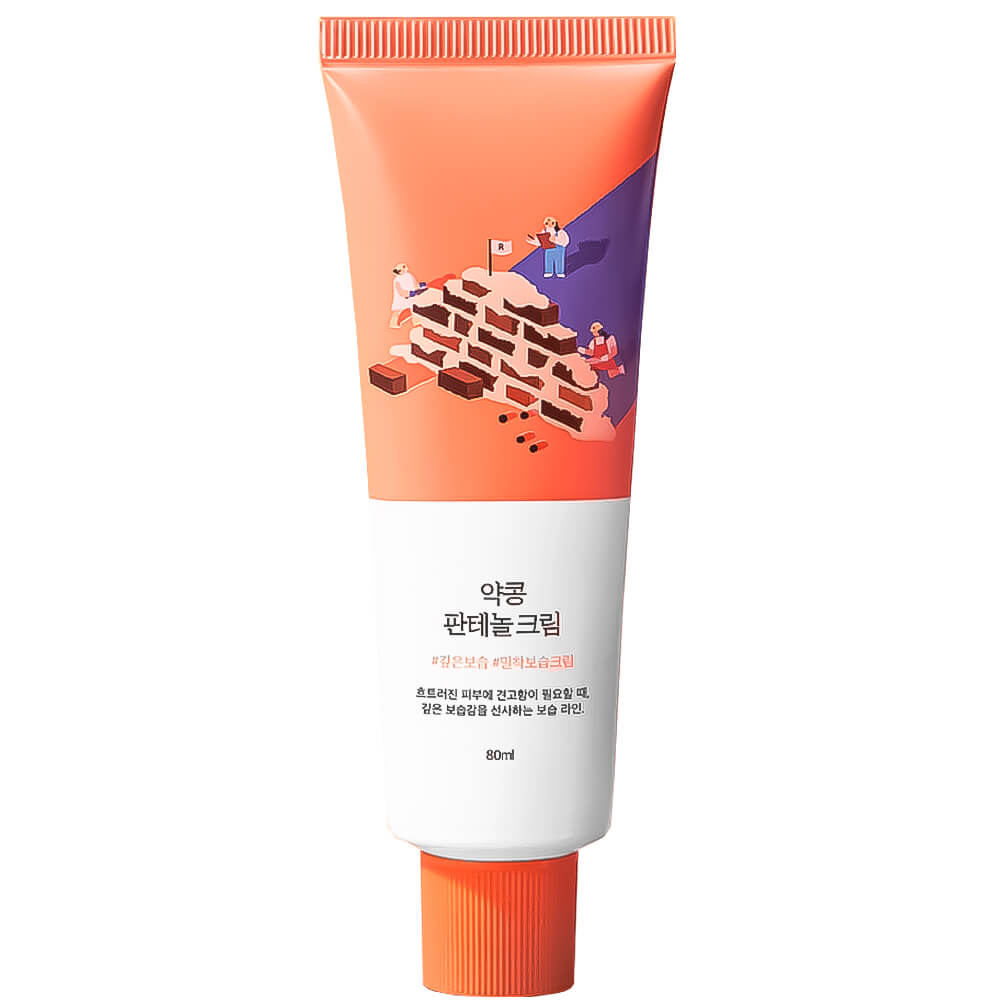 R
약콩
판테놀크림
#깊은보습 #밀착보습크림
흐트러진 피부에 견고함이 필요할 때,
깊은 보습감을 선사하는 보습 라인.
80ml